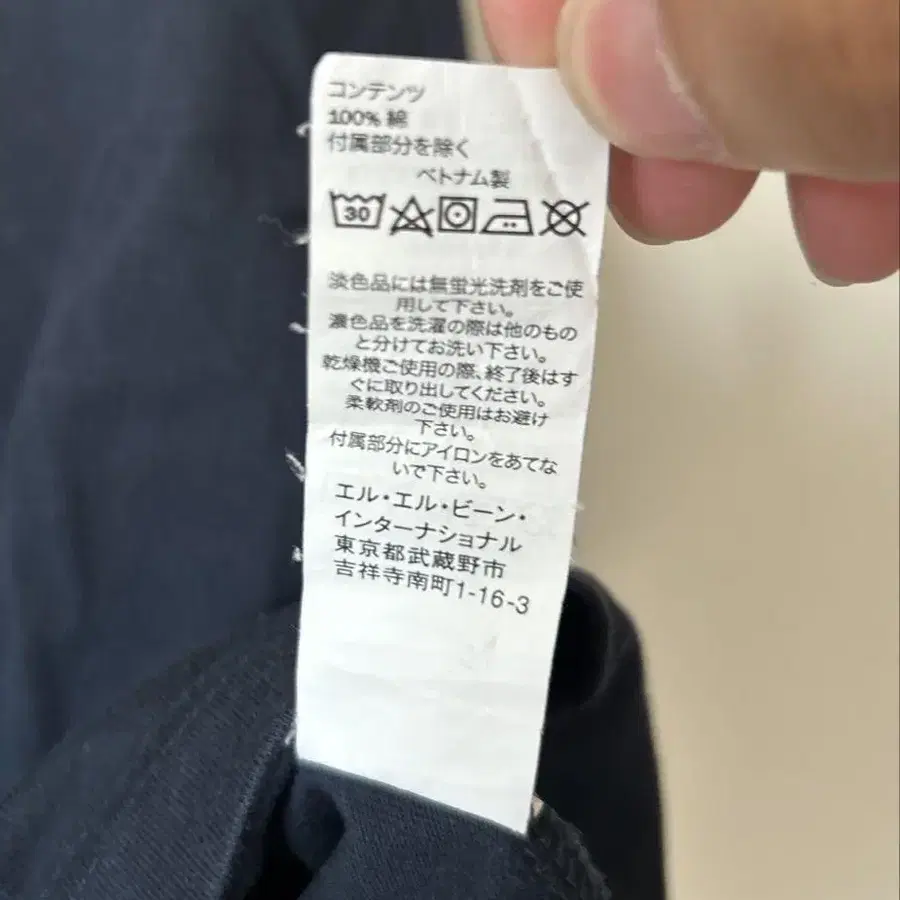 コンテンツ
100% 綿
付属部分を除く
ベトナム製
30
淡色品には無蛍光洗剤をご使
用して下さい。
濃色品を洗濯の際は他のもの
と分けてお洗い下さい。
乾燥機ご使用の際、終了後はす
ぐに取り出してください。
柔軟剤のご使用はお避け
下さい。
付属部分にアイロンをあてな
いで下さい。
エル・エル・ビーン・
インターナショナル
東京都武蔵野市
吉祥寺南町1-16-3